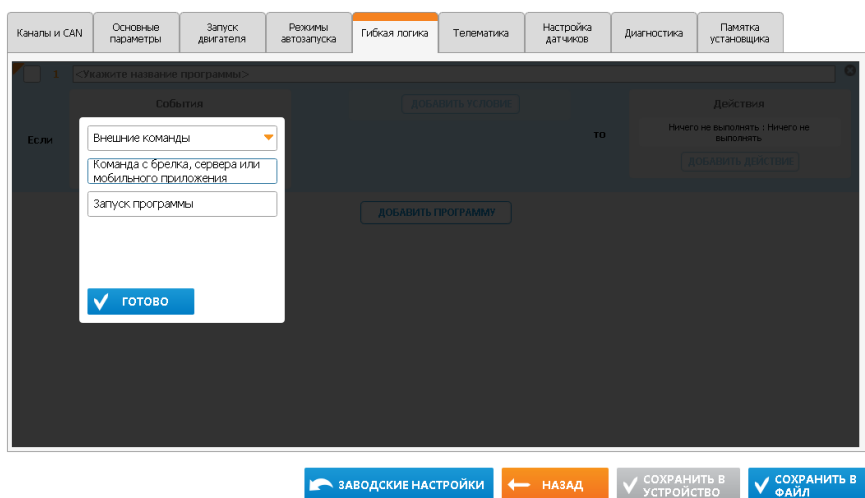 Каналы и CAN
Основные
параметры
Запуск
двигателя
Режимы
автозапуска
Гибкая логика
Телематика
Настройка
датчиков
Диагностика
Памятка
установщика
1 <Укажите название программы>
События
ДОБАВИТЬ УСЛОВИЕ
Действия
Если
то
Ничего не выполнять : Ничего не
выполнять
ДОБАВИТЬ ДЕЙСТВИЕ
Внешние команды
Команда с брелка, сервера или
мобильного приложения
Запуск программы
ГОТОВО
ДОБАВИТЬ ПРОГРАММУ
ЗАВОДСКИЕ НАСТРОЙКИ
НАЗАД
СОХРАНИТЬ В
УСТРОЙСТВО
СОХРАНИТЬ В
ФАЙЛ